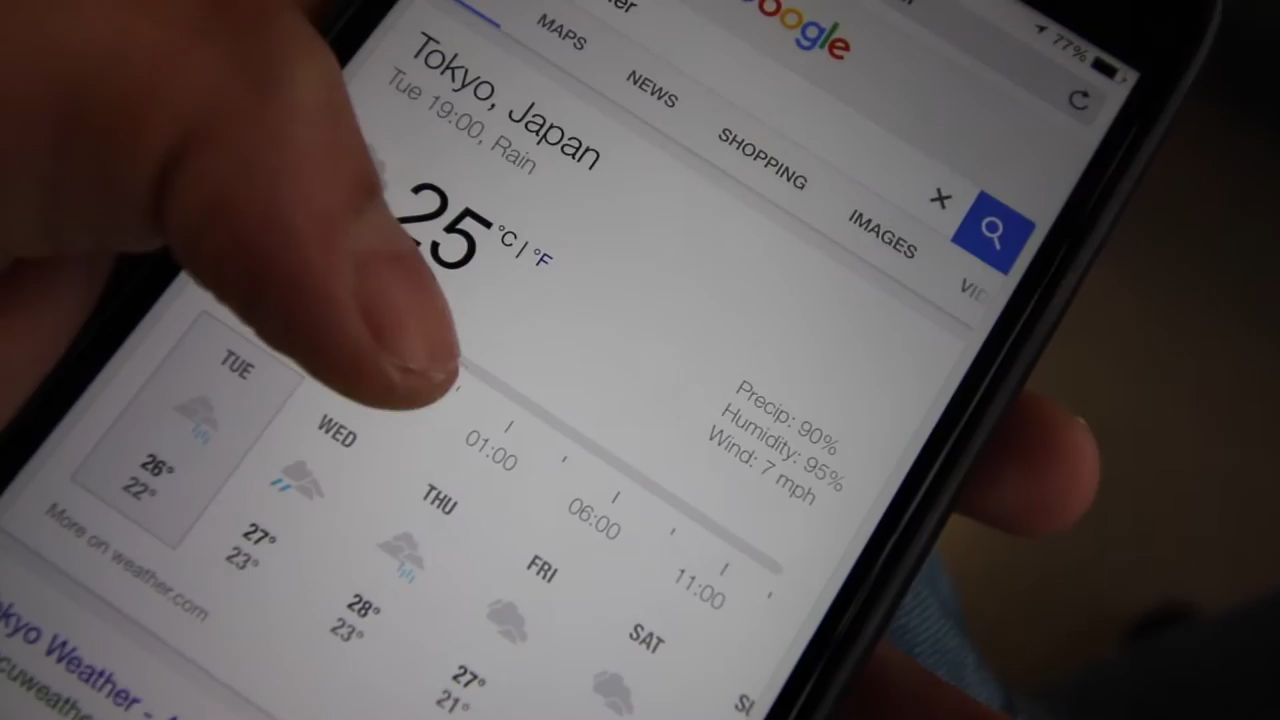 77%
Google
MAPS NEWS SHOPPING IMAGES
Tokyo, Japan
Tue 19:00, Rain
25 °C | °F
Precip: 90%
Humidity: 95%
Wind: 7 mph
01:00 06:00 11:00
TUE WED THU FRI SAT
26° 27° 28° 27°
22° 23° 23° 21°
More on weather.com
Weather -